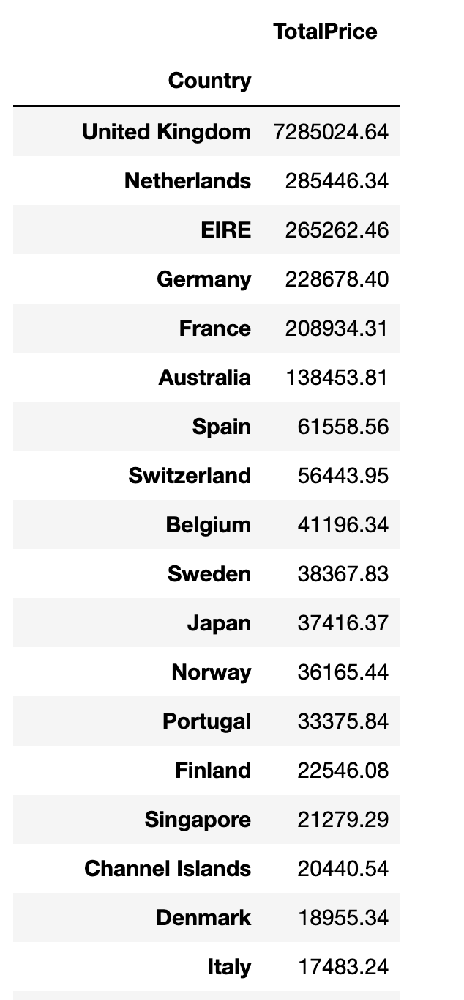 TotalPrice
Country
United Kingdom 7285024.64
Netherlands 285446.34
EIRE 265262.46
Germany 228678.40
France 208934.31
Australia 138453.81
Spain 61558.56
Switzerland 56443.95
Belgium 41196.34
Sweden 38367.83
Japan 37416.37
Norway 36165.44
Portugal 33375.84
Finland 22546.08
Singapore 21279.29
Channel Islands 20440.54
Denmark 18955.34
Italy 17483.24